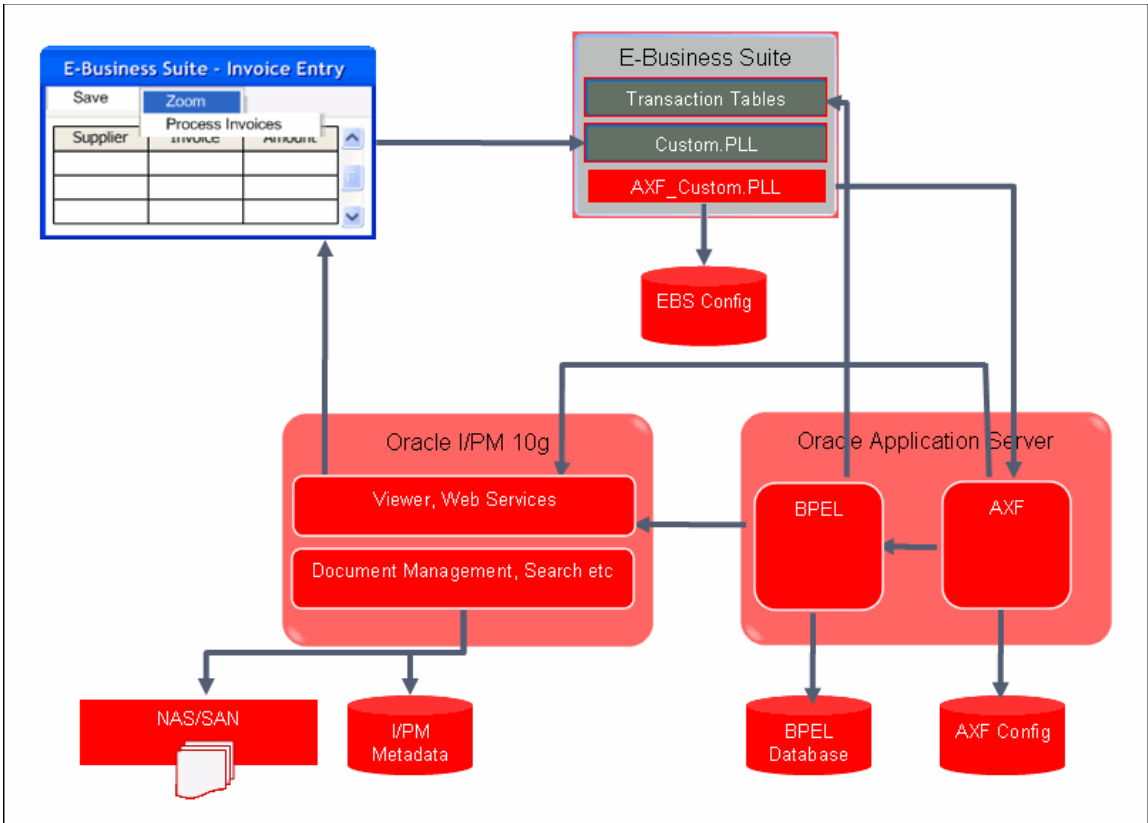 E-Business Suite - Invoice Entry
Save
Zoom
Process Invoices
Supplier Invoice Amount
E-Business Suite
Transaction Tables
Custom.PLL
AXF_Custom.PLL
EBS Config
Oracle I/PM 10g
Viewer, Web Services
Document Management, Search etc
Oracle Application Server
BPEL
AXF
NAS/SAN
I/PM
Metadata
BPEL
Database
AXF Config